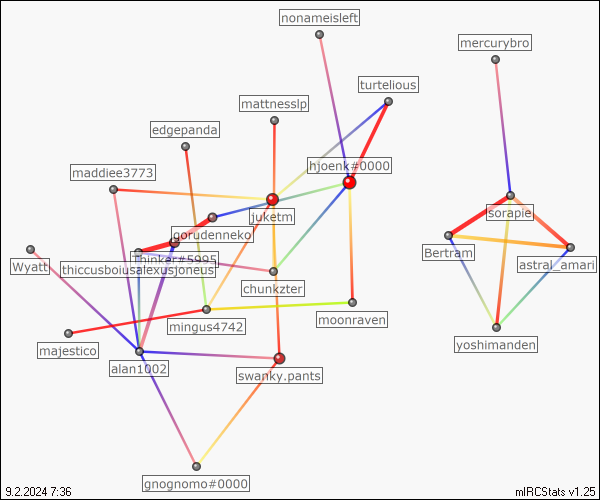 nonameisleft
mercurybro
turtelious
mattnesslp
edgepanda
hjoenk#0000
maddiee3773
juketm
sorapie
gorudenneko
Bertram
astral_amari
Thinker#5995
Wyatt
thiccusboiusalexusjoneus
chunkzter
moonraven
mingus4742
yoshimanden
majestico
alan1002
swanky.pants
gnognomo#0000
9.2.2024 7:36
mIRCStats v1.25